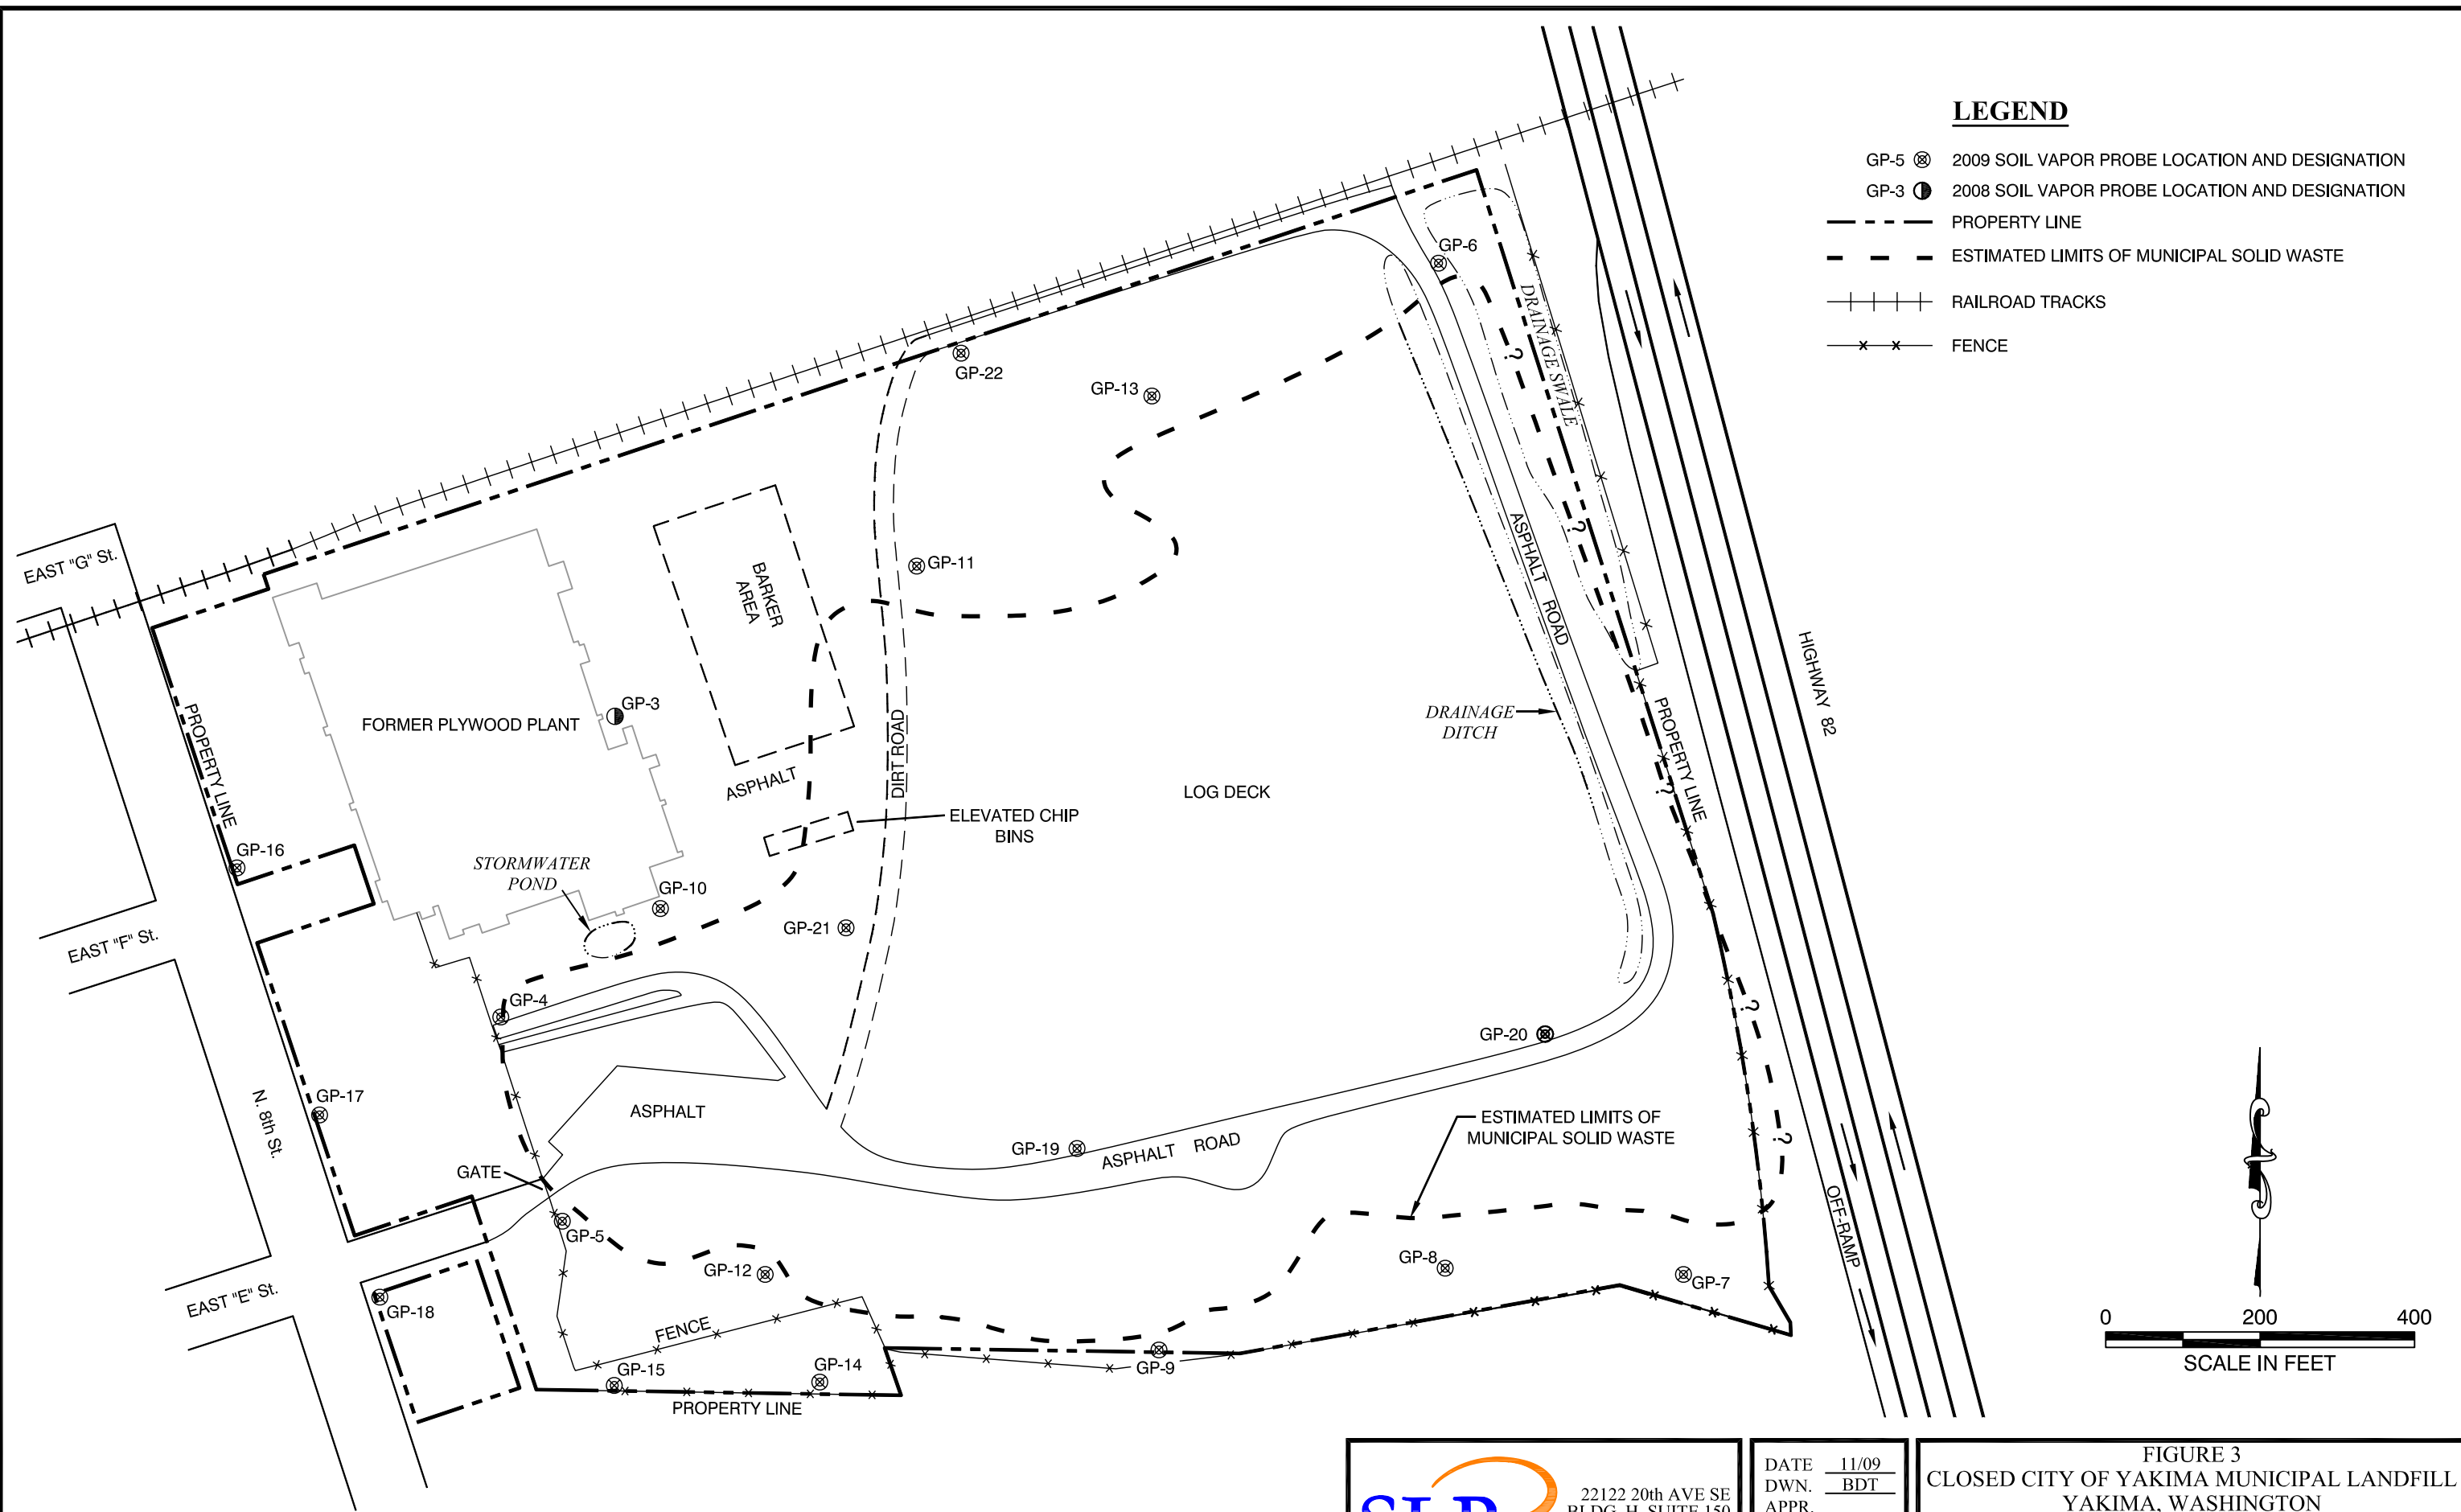 LEGEND
GP-5 2009 SOIL VAPOR PROBE LOCATION AND DESIGNATION
GP-3 2008 SOIL VAPOR PROBE LOCATION AND DESIGNATION
PROPERTY LINE
ESTIMATED LIMITS OF MUNICIPAL SOLID WASTE
RAILROAD TRACKS
FENCE
GP-6
DRAINAGE SWALE
?
GP-22
GP-13
EAST "G" St.
BARKER
AREA
GP-11
?
ASPHALT ROAD
HIGHWAY 82
PROPERTY LINE
FORMER PLYWOOD PLANT
GP-3
DIRT ROAD
DRAINAGE
DITCH
PROPERTY LINE
?
ASPHALT
LOG DECK
ELEVATED CHIP
BINS
GP-16
STORMWATER
POND
GP-10
GP-21
EAST "F" St.
GP-4
?
GP-20
N. 8th St.
GP-17
ASPHALT
ESTIMATED LIMITS OF
MUNICIPAL SOLID WASTE
?
GP-19
ASPHALT ROAD
GATE
GP-5
OFF-RAMP
GP-12
GP-8
GP-7
EAST "E" St.
GP-18
FENCE
GP-15
GP-14
GP-9
PROPERTY LINE
0 200 400
SCALE IN FEET
SLR
22122 20th AVE SE
BLDG. H, SUITE 150
DATE 11/09
DWN. BDT
APPR.
FIGURE 3
CLOSED CITY OF YAKIMA MUNICIPAL LANDFILL
YAKIMA, WASHINGTON